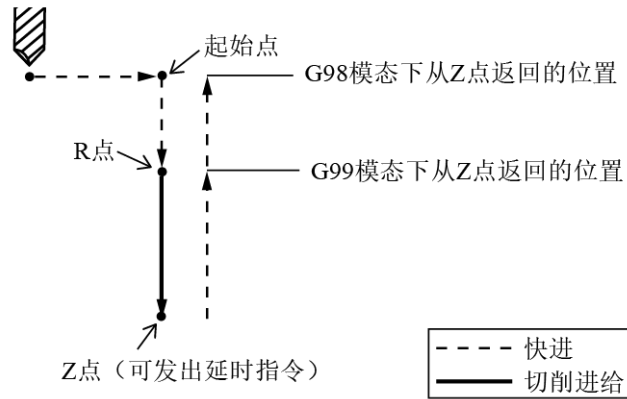 起始点
G98模态下从Z点返回的位置
R点
G99模态下从Z点返回的位置
Z点（可发出延时指令）
快进
切削进给